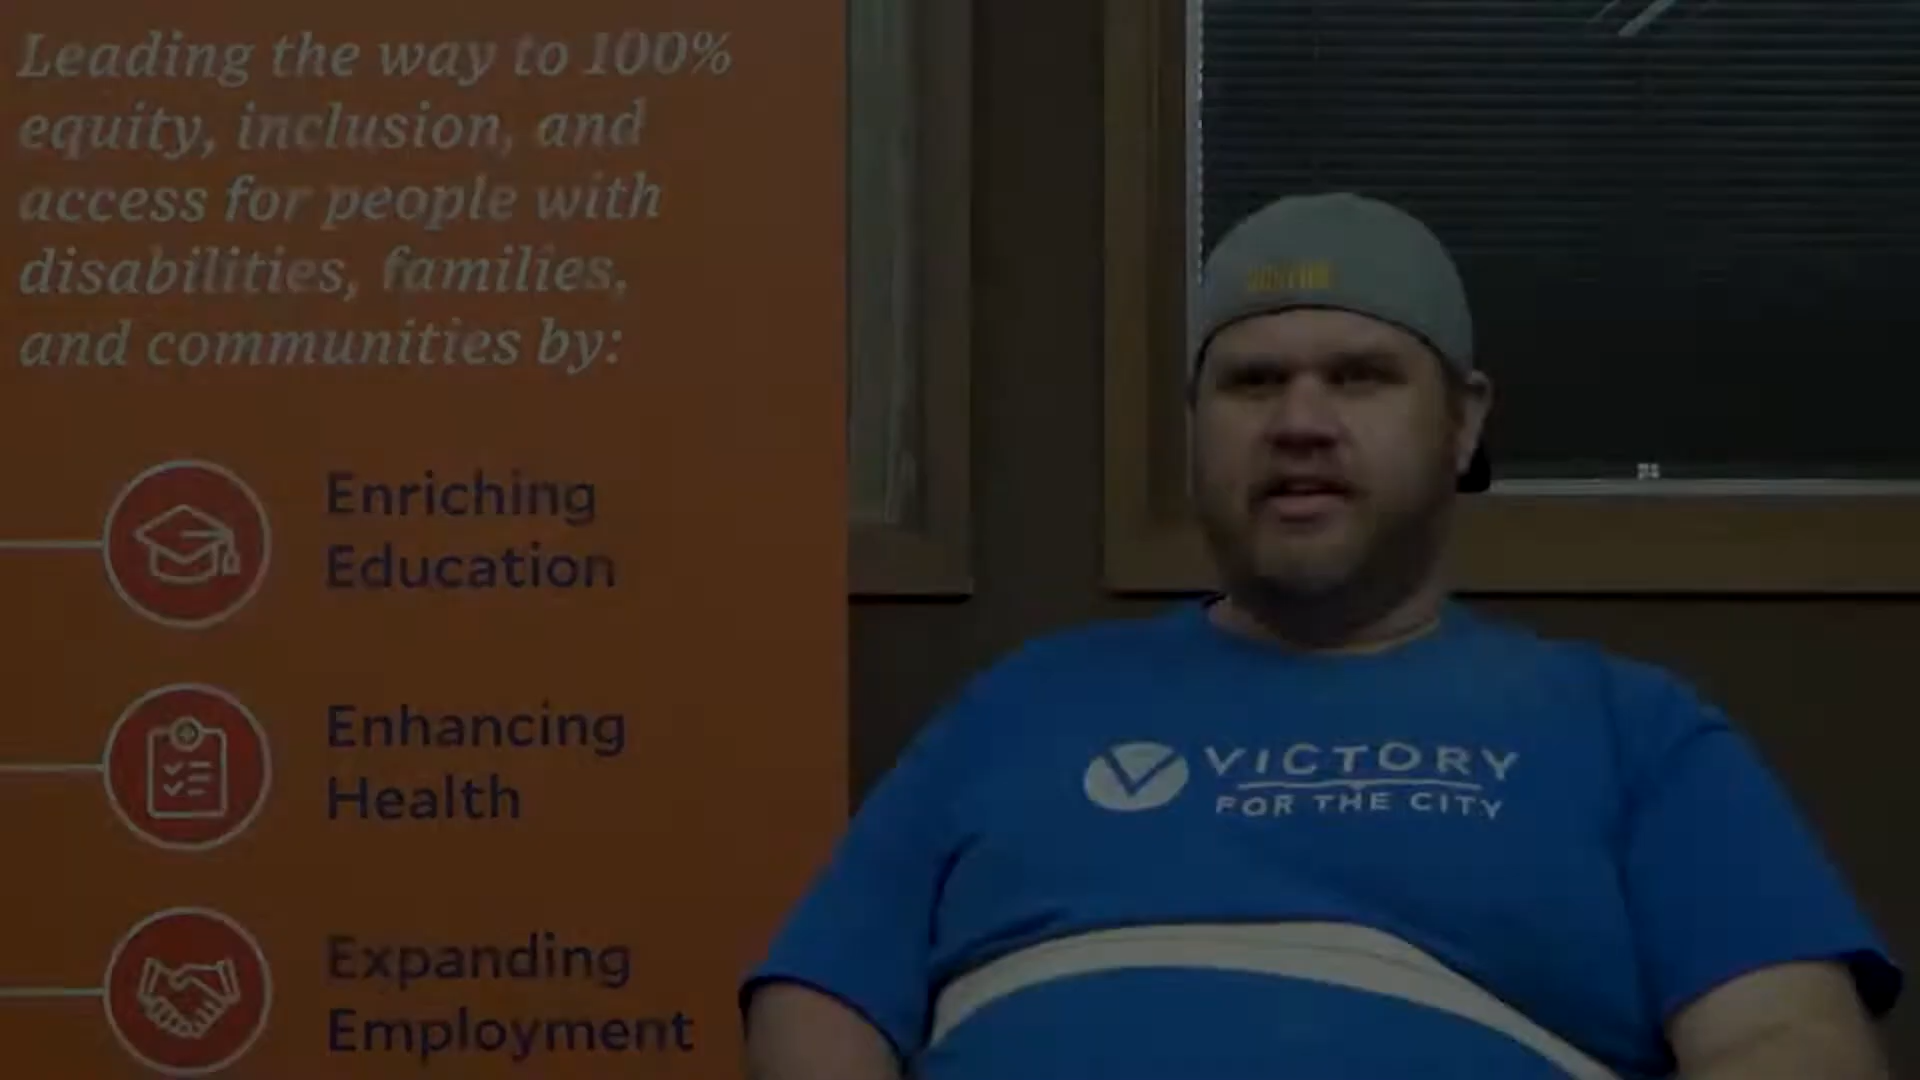 Leading the way to 100%
equity, inclusion, and
access for people with
disabilities, families,
and communities by:
Enriching
Education
Enhancing
Health
Expanding
Employment
VICTORY
FOR THE CITY